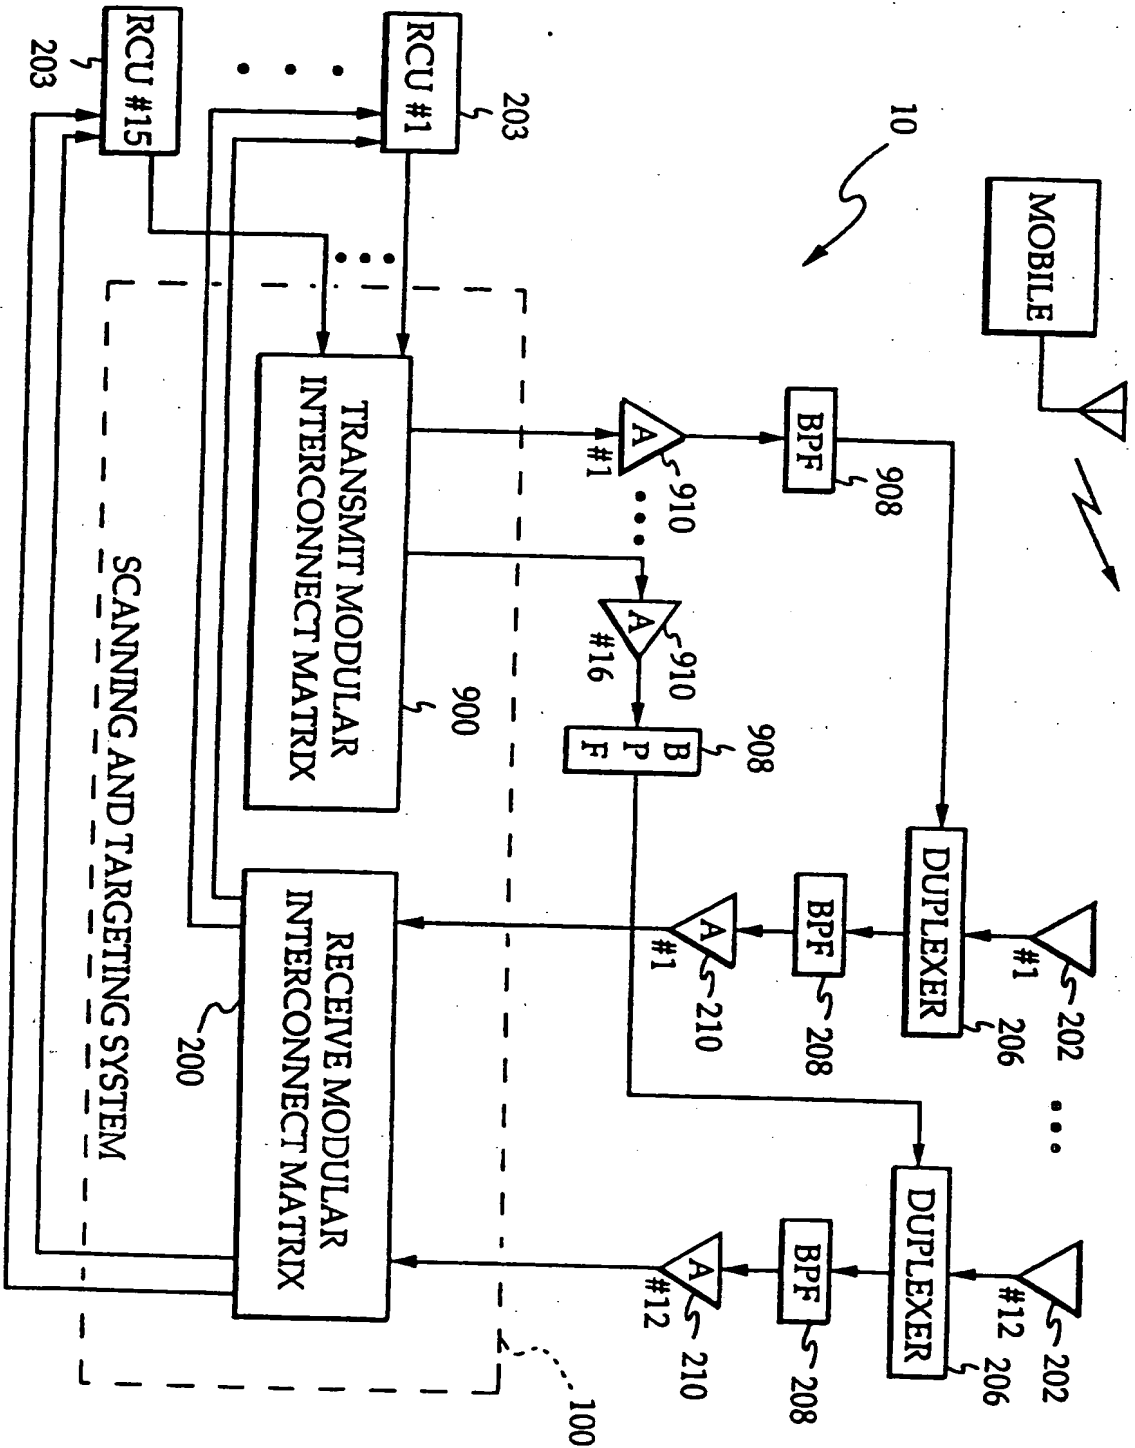 10
MOBILE
RCU #1
203
RCU #15
203
BPF
908
A
#1
910
A
#16
910
B
P
F
908
TRANSMIT MODULAR
INTERCONNECT MATRIX
900
#1
202
DUPLEXER
206
BPF
208
A
#1
210
#12
202
DUPLEXER
206
BPF
208
A
#12
210
RECEIVE MODULAR
INTERCONNECT MATRIX
200
SCANNING AND TARGETING SYSTEM
100